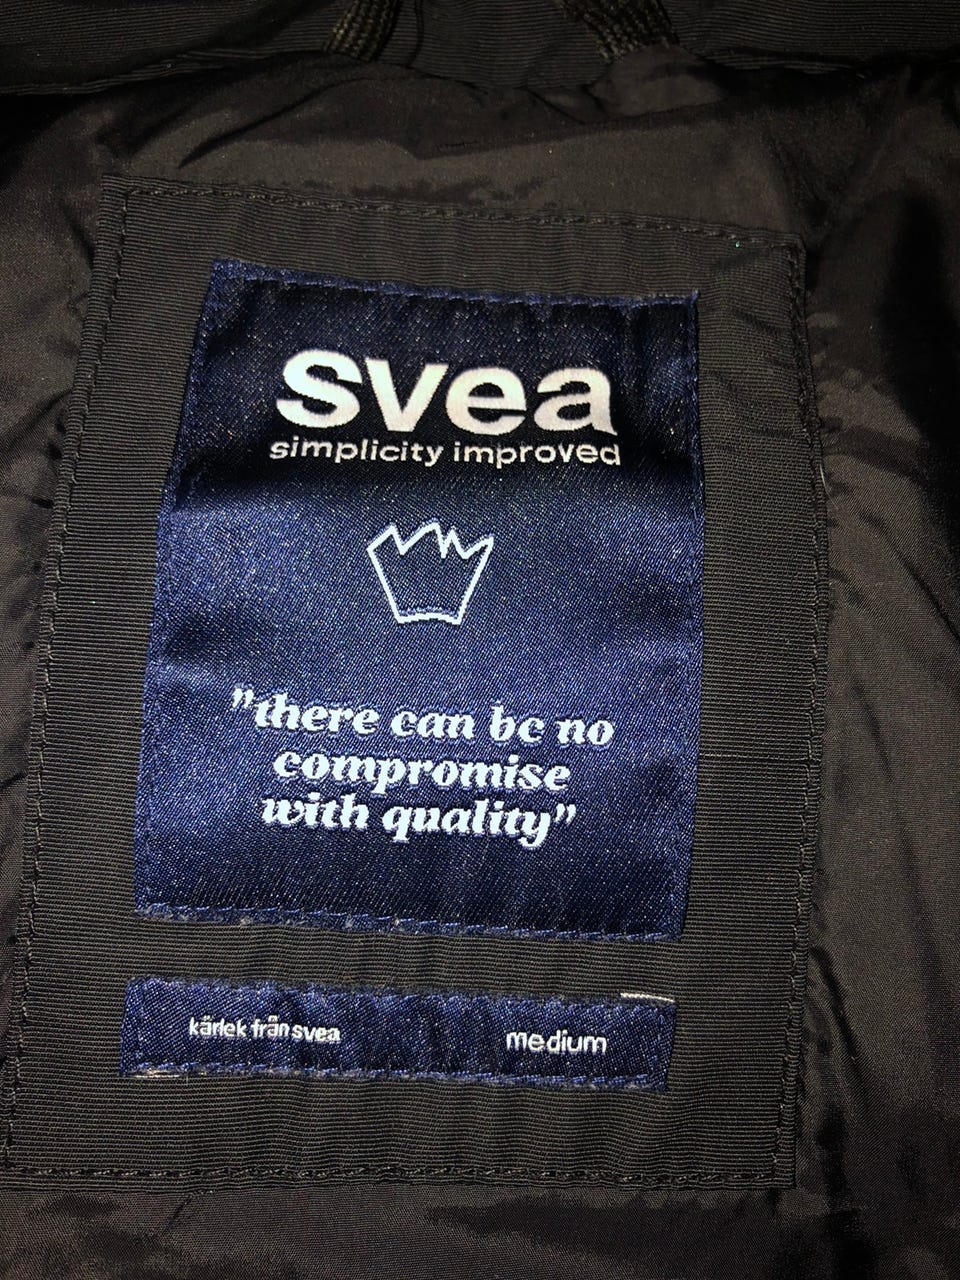 svea
simplicity improved
"there can be no
compromise
with quality"
kärlek från svea
medium